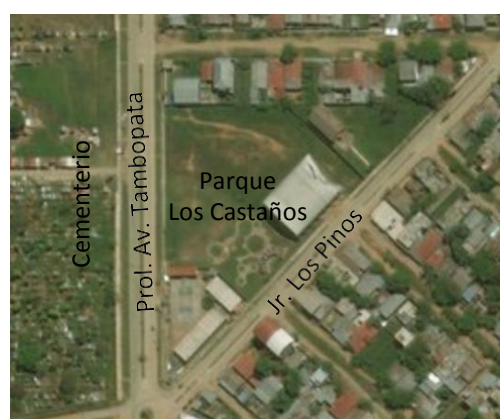 Cementerio
Prol. Av. Tambopata
Parque
Los Castaños
Jr. Los Pinos